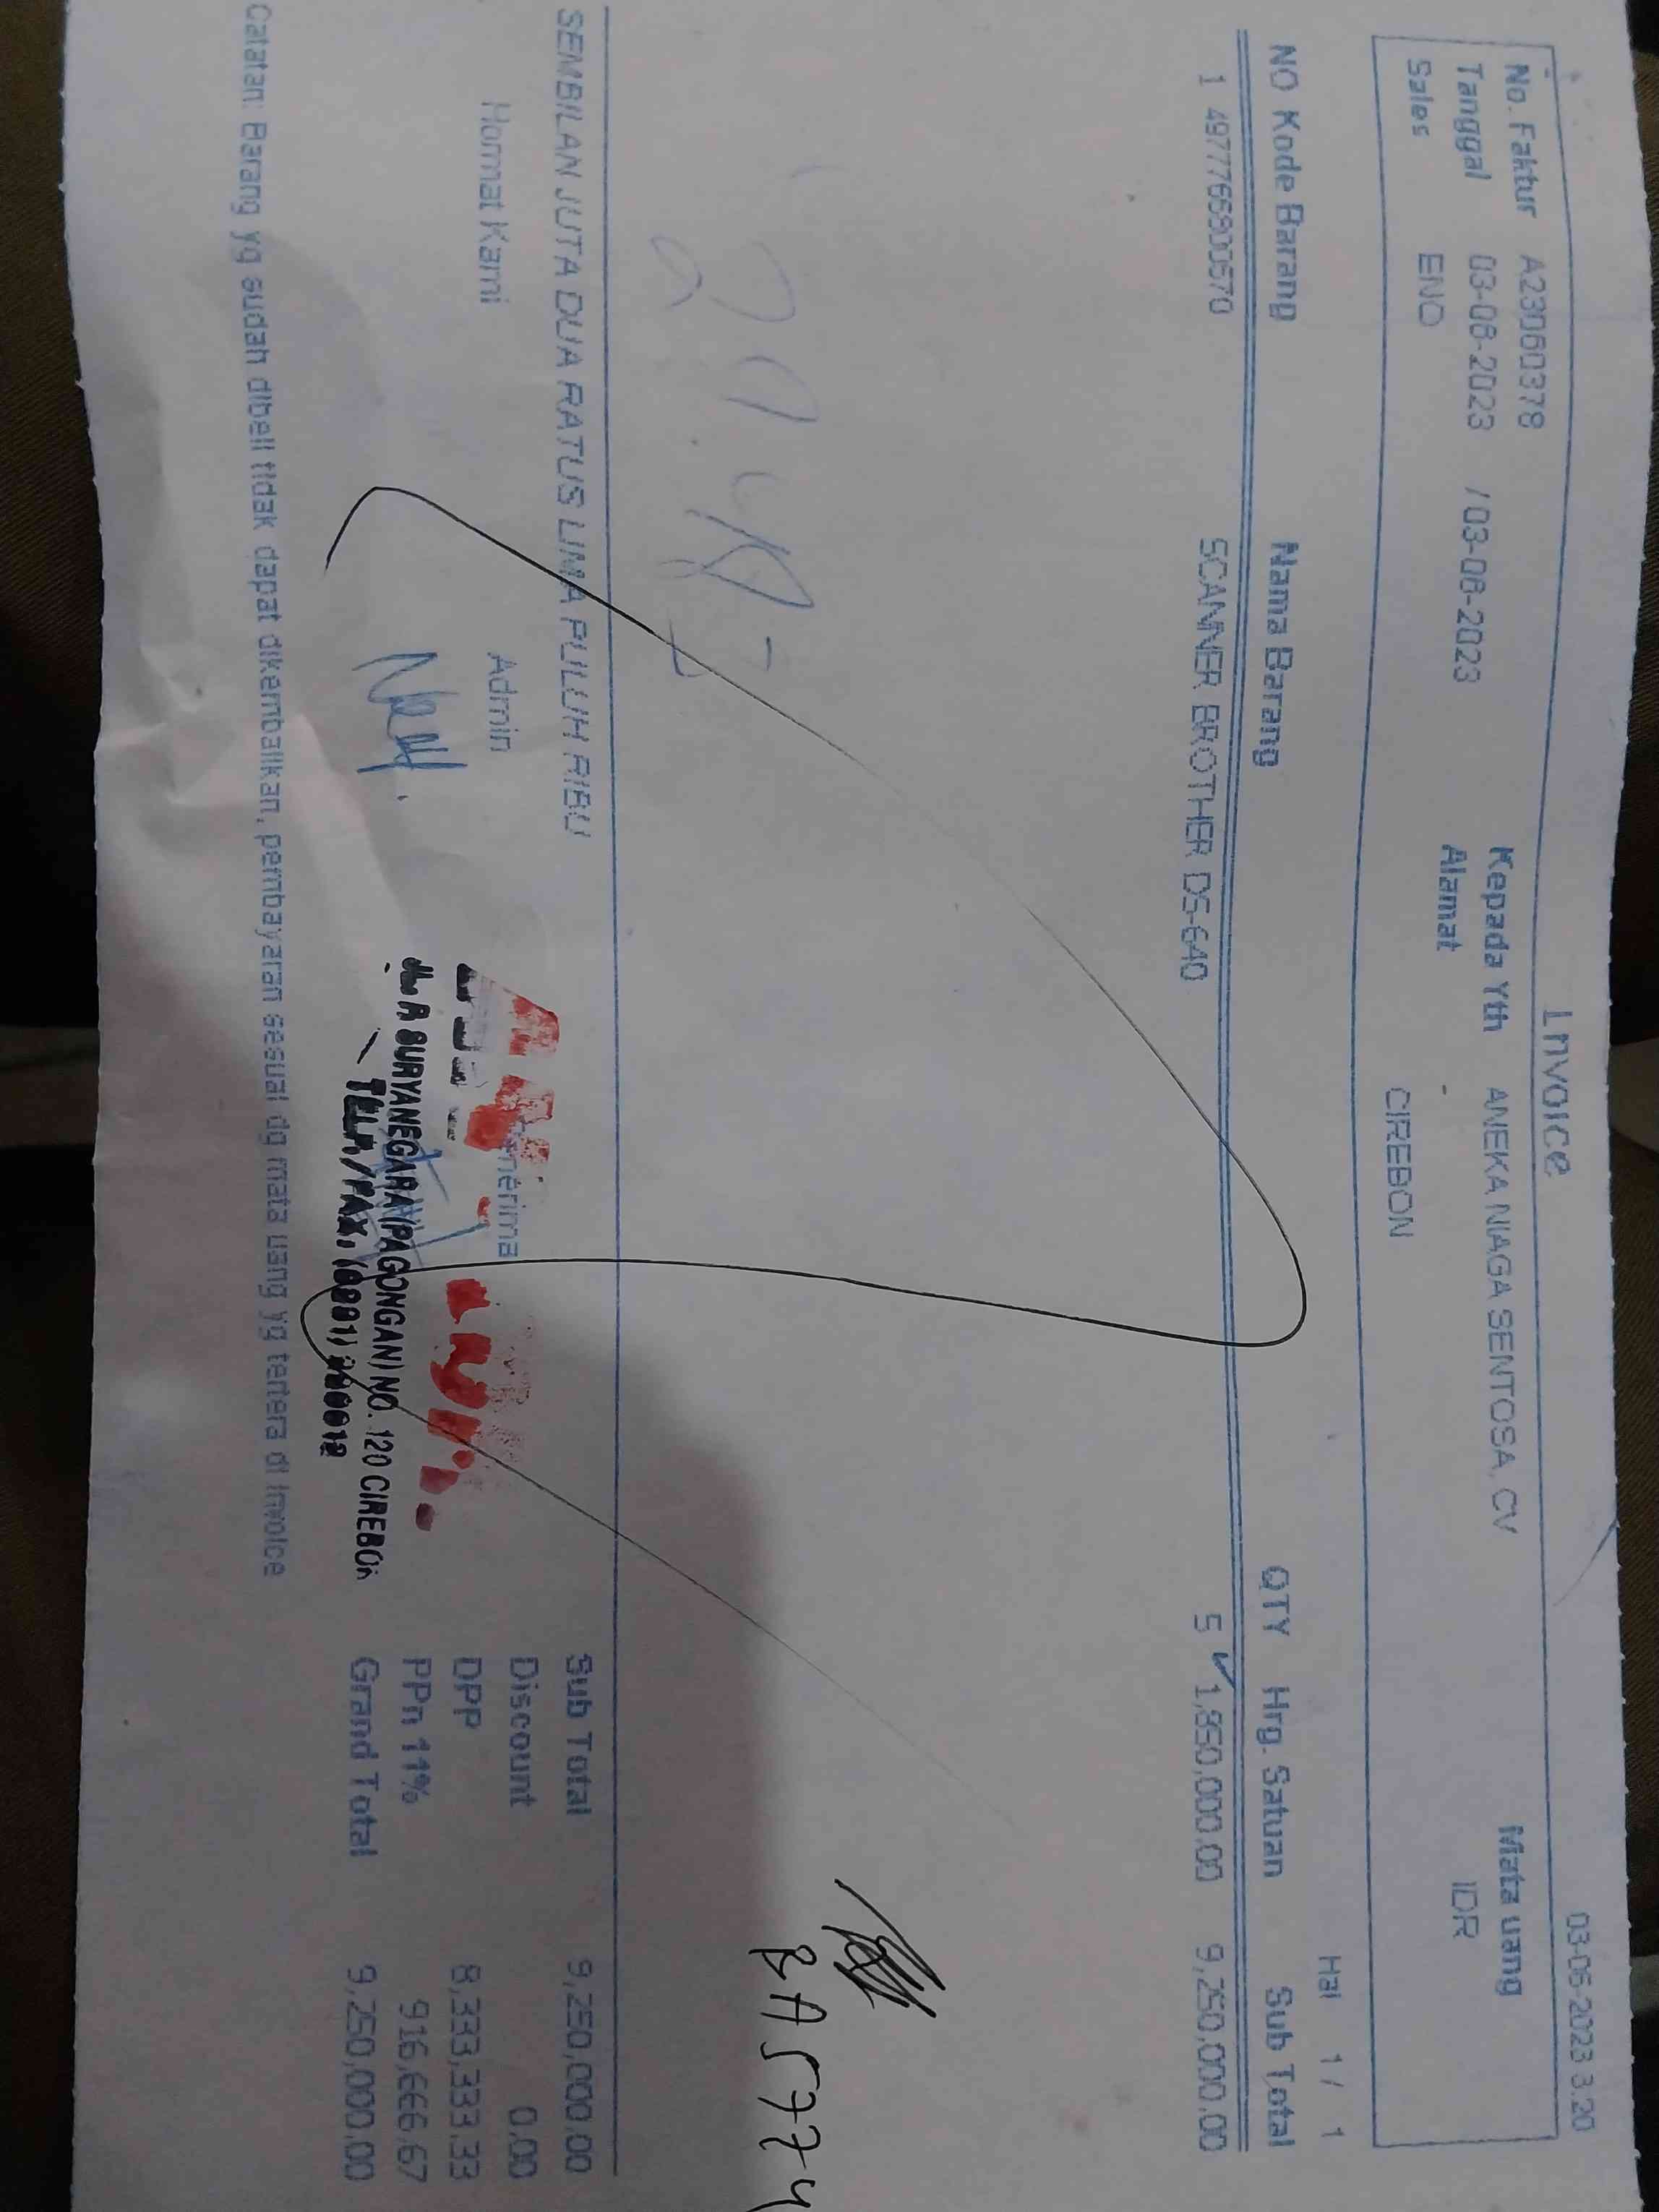 03-06-2023 3:20
Invoice
No. Faktur A23060378 Kepada Yth ANEKA NIAGA SENTOSA, CV Mata uang
Tanggal 03-06-2023 / 03-06-2023 Alamat - IDR
Sales ENO CIREBON
Hal 1 / 1
NO Kode Barang Nama Barang QTY Hrg. Satuan Sub Total
1 4977766800570 SCANNER BROTHER DS-640 5 1,850,000.00 9,250,000.00
BA5774
SEMBILAN JUTA DUA RATUS LIMA PULUH RIBU
Sub Total 9,250,000.00
Hormat Kami Admin
Discount 0.00
DPP 8,333,333.33
PPn 11% 916,666.67
Grand Total 9,250,000.00
SURYANEGARA (PAGONGAN) NO. 120 CIREBON
TELP/FAX.
Catatan: Barang yg sudah dibeli tidak dapat dikembalikan, pembayaran sesuai dg mata uang yg tertera di invoice